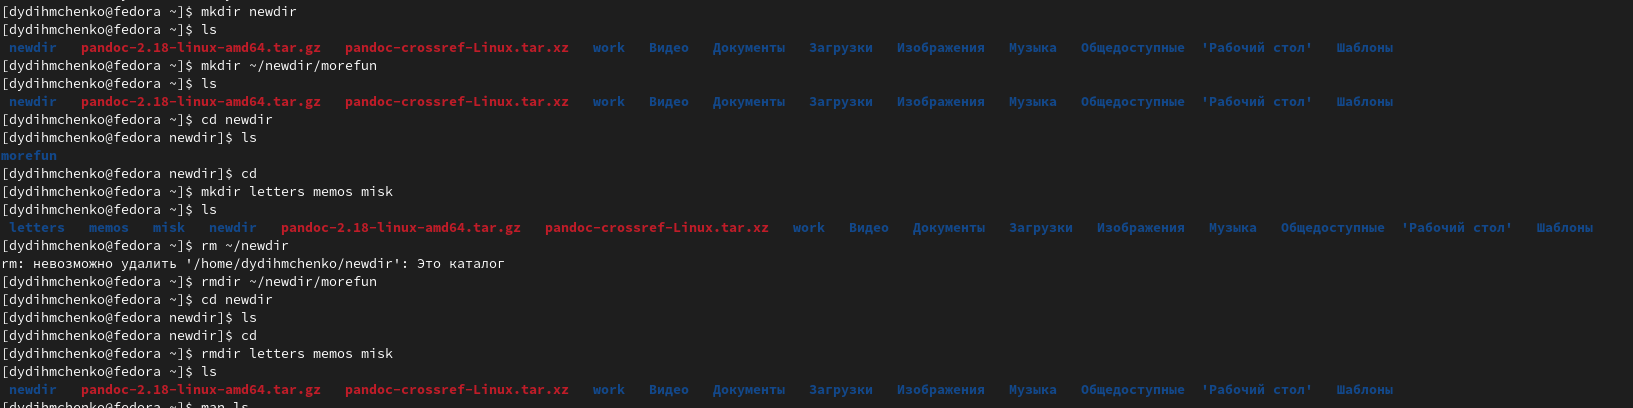 [dydihmchenko@fedora ~]$ mkdir newdir
[dydihmchenko@fedora ~]$ ls
newdir pandoc-2.18-linux-amd64.tar.gz pandoc-crossref-Linux.tar.xz work Видео Документы Загрузки Изображения Музыка Общедоступные 'Рабочий стол' Шаблоны
[dydihmchenko@fedora ~]$ mkdir ~/newdir/morefun
[dydihmchenko@fedora ~]$ ls
newdir pandoc-2.18-linux-amd64.tar.gz pandoc-crossref-Linux.tar.xz work Видео Документы Загрузки Изображения Музыка Общедоступные 'Рабочий стол' Шаблоны
[dydihmchenko@fedora ~]$ cd newdir
[dydihmchenko@fedora newdir]$ ls
morefun
[dydihmchenko@fedora newdir]$ cd
[dydihmchenko@fedora ~]$ mkdir letters memos misk
[dydihmchenko@fedora ~]$ ls
letters memos misk newdir pandoc-2.18-linux-amd64.tar.gz pandoc-crossref-Linux.tar.xz work Видео Документы Загрузки Изображения Музыка Общедоступные 'Рабочий стол' Шаблоны
[dydihmchenko@fedora ~]$ rm ~/newdir
rm: невозможно удалить '/home/dydihmchenko/newdir': Это каталог
[dydihmchenko@fedora ~]$ rmdir ~/newdir/morefun
[dydihmchenko@fedora ~]$ cd newdir
[dydihmchenko@fedora newdir]$ ls
[dydihmchenko@fedora newdir]$ cd
[dydihmchenko@fedora ~]$ rmdir letters memos misk
[dydihmchenko@fedora ~]$ ls
newdir pandoc-2.18-linux-amd64.tar.gz pandoc-crossref-Linux.tar.xz work Видео Документы Загрузки Изображения Музыка Общедоступные 'Рабочий стол' Шаблоны
[dydihmchenko@fedora ~]$ man ls